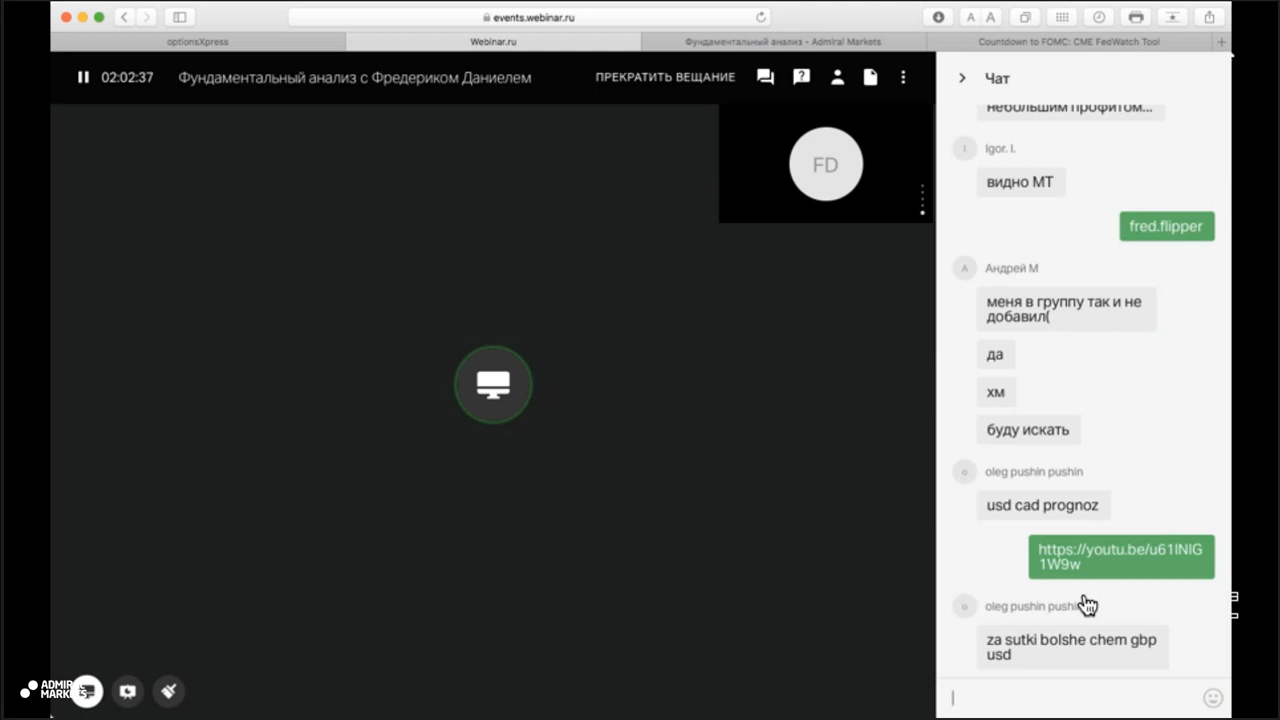 events.webinar.ru
A A
optionsXpress
Webinar.ru
Фундаментальный анализ - Admiral Markets
Countdown to FOMC: CME FedWatch Tool
02:02:37
Фундаментальный анализ с Фредериком Даниелем
ПРЕКРАТИТЬ ВЕЩАНИЕ
Чат
FD
небольшим профитом...
I
Igor. I.
видно МТ
fred.flipper
А
Андрей М
меня в группу так и не
добавил(
да
хм
буду искать
o
oleg pushin pushin
usd cad prognoz
https://youtu.be/u61INIG
1W9w
o
oleg pushin pushin
za sutki bolshe chem gbp
usd
ADMIRAL
MARKETS